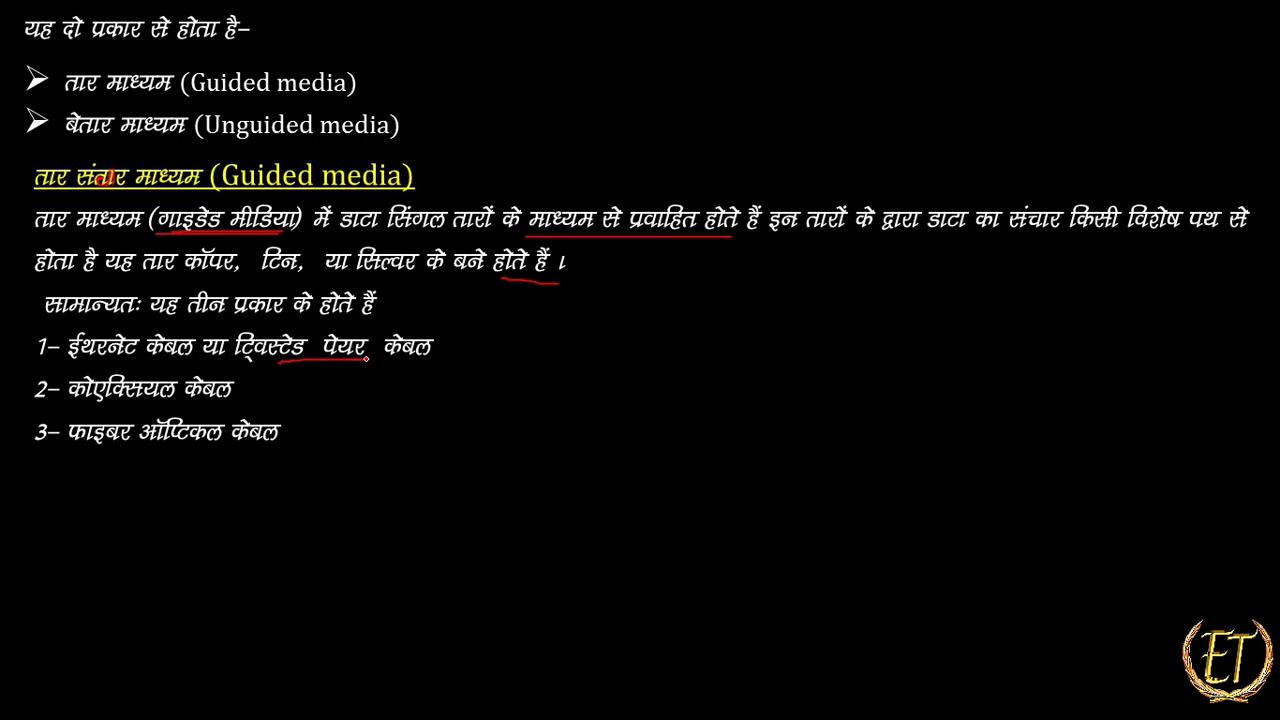 यह दो प्रकार से होता है–
तार माध्यम (Guided media)
बेतार माध्यम (Unguided media)
तार संतार माध्यम (Guided media)
तार माध्यम (गाइडेड मीडिया) में डाटा सिंगल तारों के माध्यम से प्रवाहित होते हैं इन तारों के द्वारा डाटा का संचार किसी विशेष पथ से
होता है यह तार कॉपर, टिन, या सिल्वर के बने होते हैं ।
सामान्यतः यह तीन प्रकार के होते हैं
1– ईथरनेट केबल या ट्विस्टेड पेयर केबल
2– कोएक्सियल केबल
3– फाइबर ऑप्टिकल केबल
ET